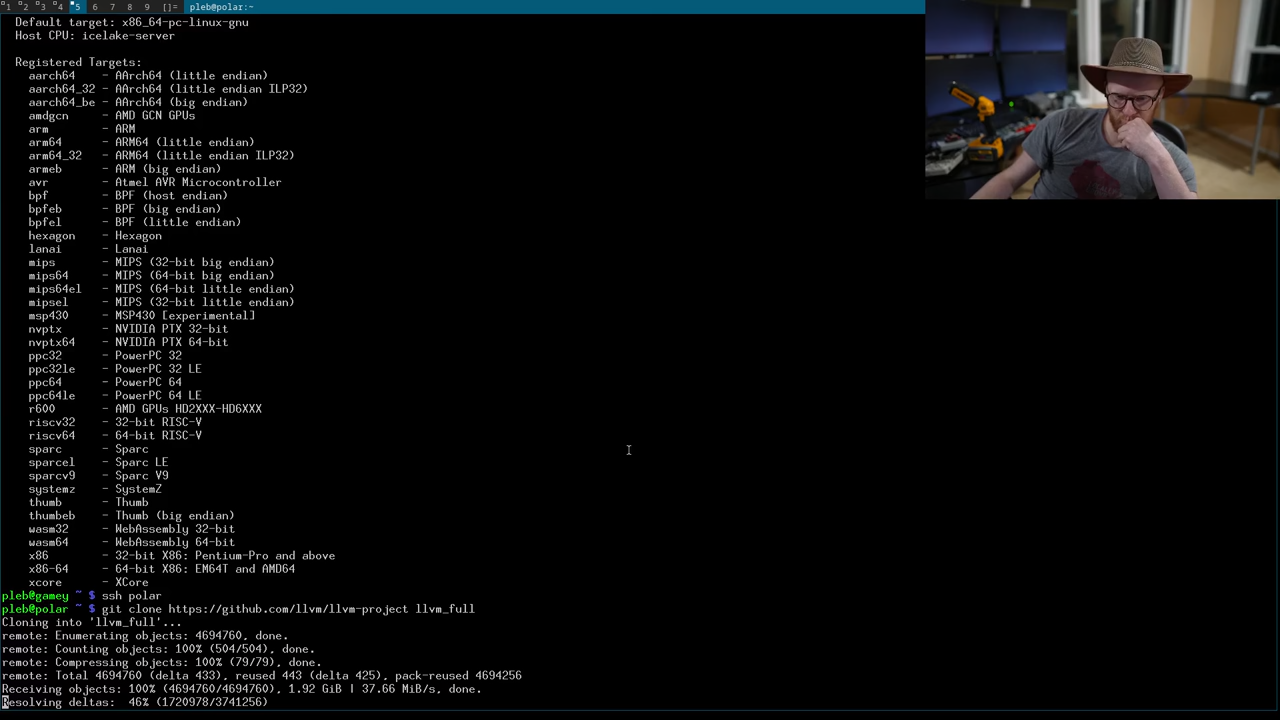 1 2 3 4 5 6 7 8 9 []= pleb@polar:~
Default target: x86_64-pc-linux-gnu
Host CPU: icelake-server
Registered Targets:
aarch64 - AArch64 (little endian)
aarch64_32 - AArch64 (little endian ILP32)
aarch64_be - AArch64 (big endian)
amdgcn - AMD GCN GPUs
arm - ARM
arm64 - ARM64 (little endian)
arm64_32 - ARM64 (little endian ILP32)
armeb - ARM (big endian)
avr - Atmel AVR Microcontroller
bpf - BPF (host endian)
bpfeb - BPF (big endian)
bpfel - BPF (little endian)
hexagon - Hexagon
lanai - Lanai
mips - MIPS (32-bit big endian)
mips64 - MIPS (64-bit big endian)
mips64el - MIPS (64-bit little endian)
mipsel - MIPS (32-bit little endian)
msp430 - MSP430 [experimental]
nvptx - NVIDIA PTX 32-bit
nvptx64 - NVIDIA PTX 64-bit
ppc32 - PowerPC 32
ppc32le - PowerPC 32 LE
ppc64 - PowerPC 64
ppc64le - PowerPC 64 LE
r600 - AMD GPUs HD2XXX-HD6XXX
riscv32 - 32-bit RISC-V
riscv64 - 64-bit RISC-V
sparc - Sparc
sparcel - Sparc LE
sparcv9 - Sparc V9
systemz - SystemZ
thumb - Thumb
thumbeb - Thumb (big endian)
wasm32 - WebAssembly 32-bit
wasm64 - WebAssembly 64-bit
x86 - 32-bit X86: Pentium-Pro and above
x86-64 - 64-bit X86: EM64T and AMD64
xcore - XCore
pleb@gamey ~ $ ssh polar
pleb@polar ~ $ git clone https://github.com/llvm/llvm-project llvm_full
Cloning into 'llvm_full'...
remote: Enumerating objects: 4694760, done.
remote: Counting objects: 100% (504/504), done.
remote: Compressing objects: 100% (79/79), done.
remote: Total 4694760 (delta 433), reused 443 (delta 425), pack-reused 4694256
Receiving objects: 100% (4694760/4694760), 1.92 GiB | 37.66 MiB/s, done.
Resolving deltas: 46% (1720978/3741256)